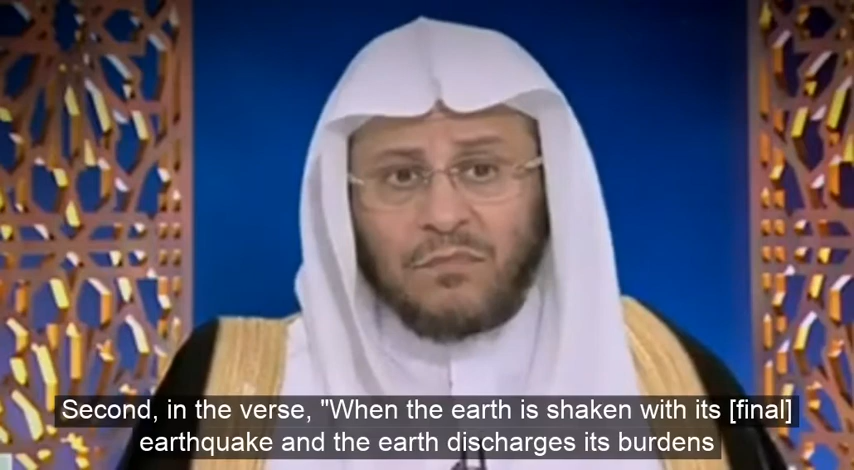 Second, in the verse, "When the earth is shaken with its [final]
earthquake and the earth discharges its burdens